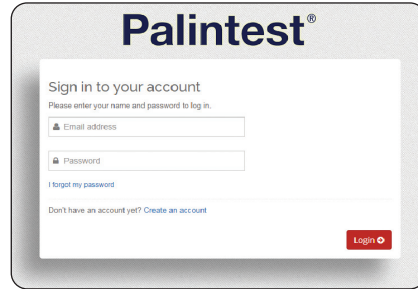 Palintest®
Sign in to your account
Please enter your name and password to log in.
Email address
Password
I forgot my password
Don't have an account yet? Create an account
Login